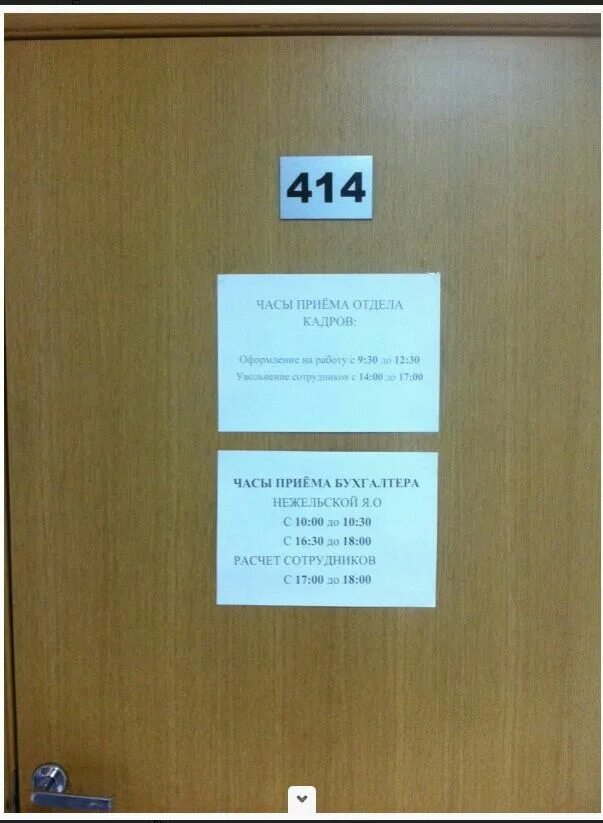 414
ЧАСЫ ПРИЁМА ОТДЕЛА
КАДРОВ:
Оформление на работу с 9:30 до 12:30
Увольнение сотрудников с 14:00 до 17:00
ЧАСЫ ПРИЁМА БУХГАЛТЕРА
НЕЖЕЛЬСКОЙ Я.О
С 10:00 до 10:30
С 16:30 до 18:00
РАСЧЕТ СОТРУДНИКОВ
С 17:00 до 18:00